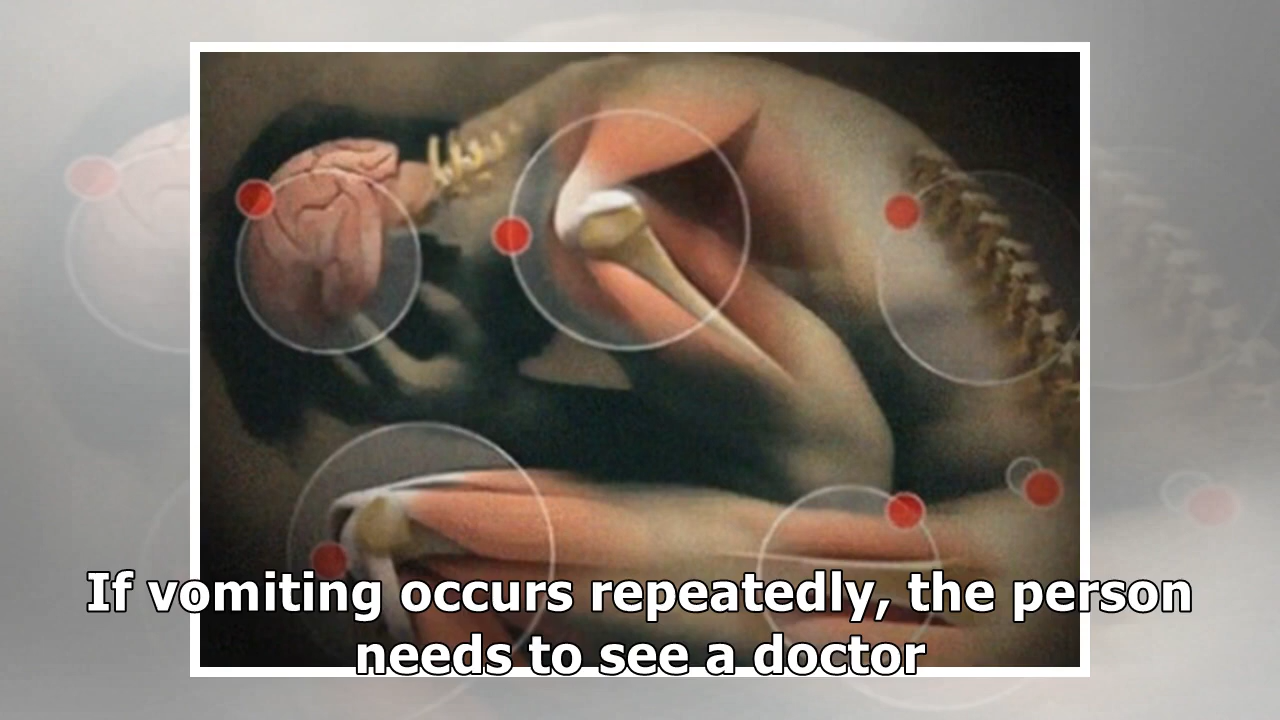 If vomiting occurs repeatedly, the person
needs to see a doctor